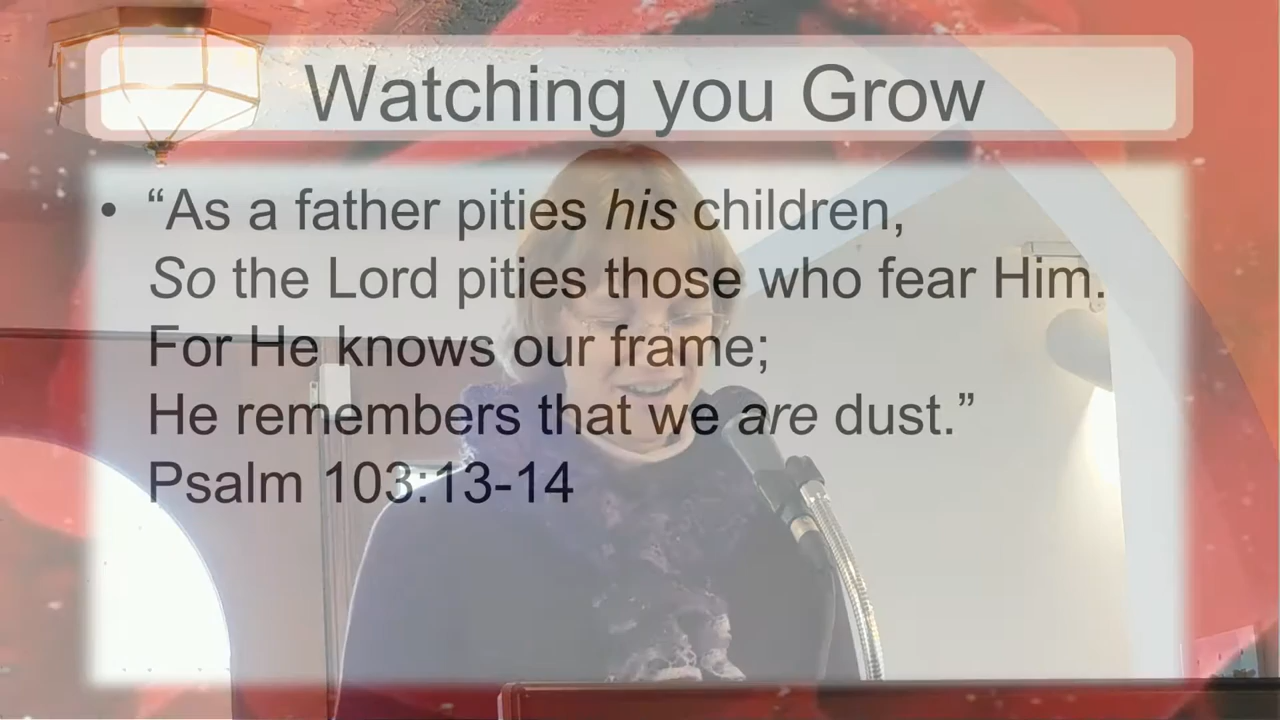 Watching you Grow
• “As a father pities his children,
So the Lord pities those who fear Him.
For He knows our frame;
He remembers that we are dust.”
Psalm 103:13-14